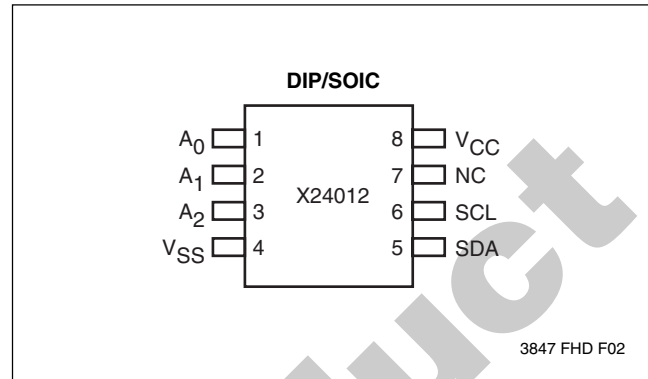 DIP/SOIC
A0 1 8 VCC
A1 2 7 NC
X24012
A2 3 6 SCL
VSS 4 5 SDA
3847 FHD F02
duct